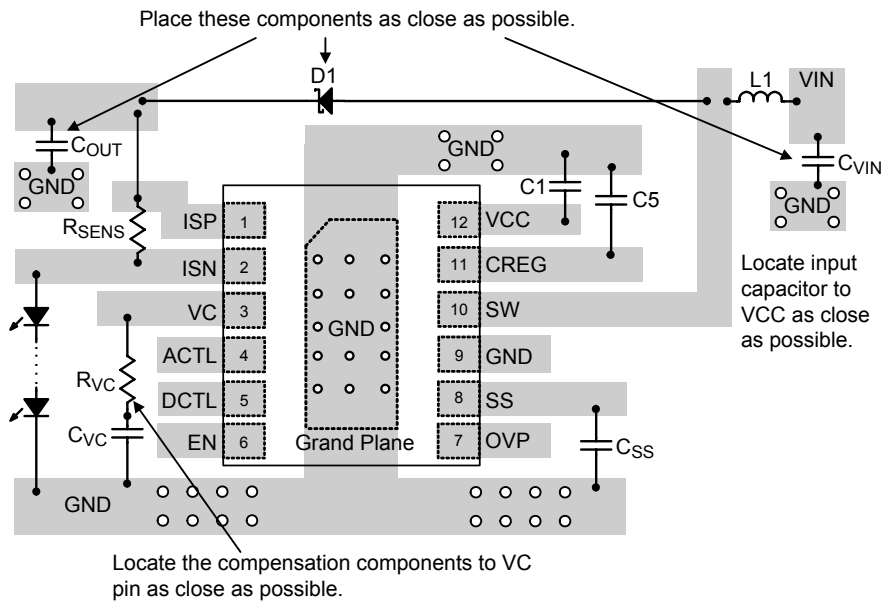 Place these components as close as possible.
D1
L1
VIN
COUT
GND
GND
C1
C5
CVIN
GND
RSENS
ISP
1
12
VCC
ISN
2
11
CREG
Locate input
capacitor to
VCC as close
as possible.
VC
3
10
SW
GND
ACTL
4
9
GND
RVC
DCTL
5
8
SS
CVC
EN
6
Grand Plane
7
OVP
CSS
GND
Locate the compensation components to VC
pin as close as possible.